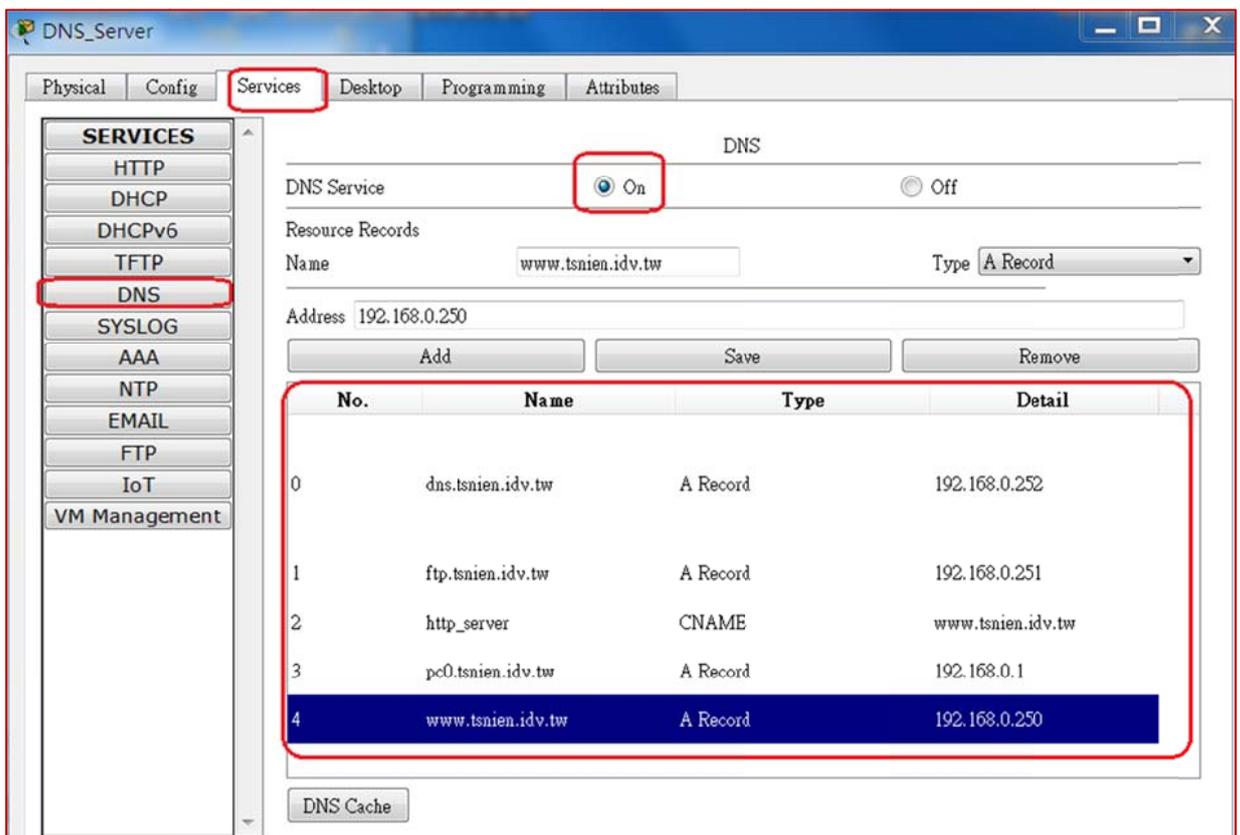 DNS_Server
Physical Config Services Desktop Programming Attributes
SERVICES
HTTP
DHCP
DHCPv6
TFTP
DNS
SYSLOG
AAA
NTP
EMAIL
FTP
IoT
VM Management
DNS
DNS Service On Off
Resource Records
Name www.tsnien.idv.tw Type A Record
Address 192.168.0.250
Add Save Remove
No. Name Type Detail
0 dns.tsnien.idv.tw A Record 192.168.0.252
1 ftp.tsnien.idv.tw A Record 192.168.0.251
2 http_server CNAME www.tsnien.idv.tw
3 pc0.tsnien.idv.tw A Record 192.168.0.1
4 www.tsnien.idv.tw A Record 192.168.0.250
DNS Cache